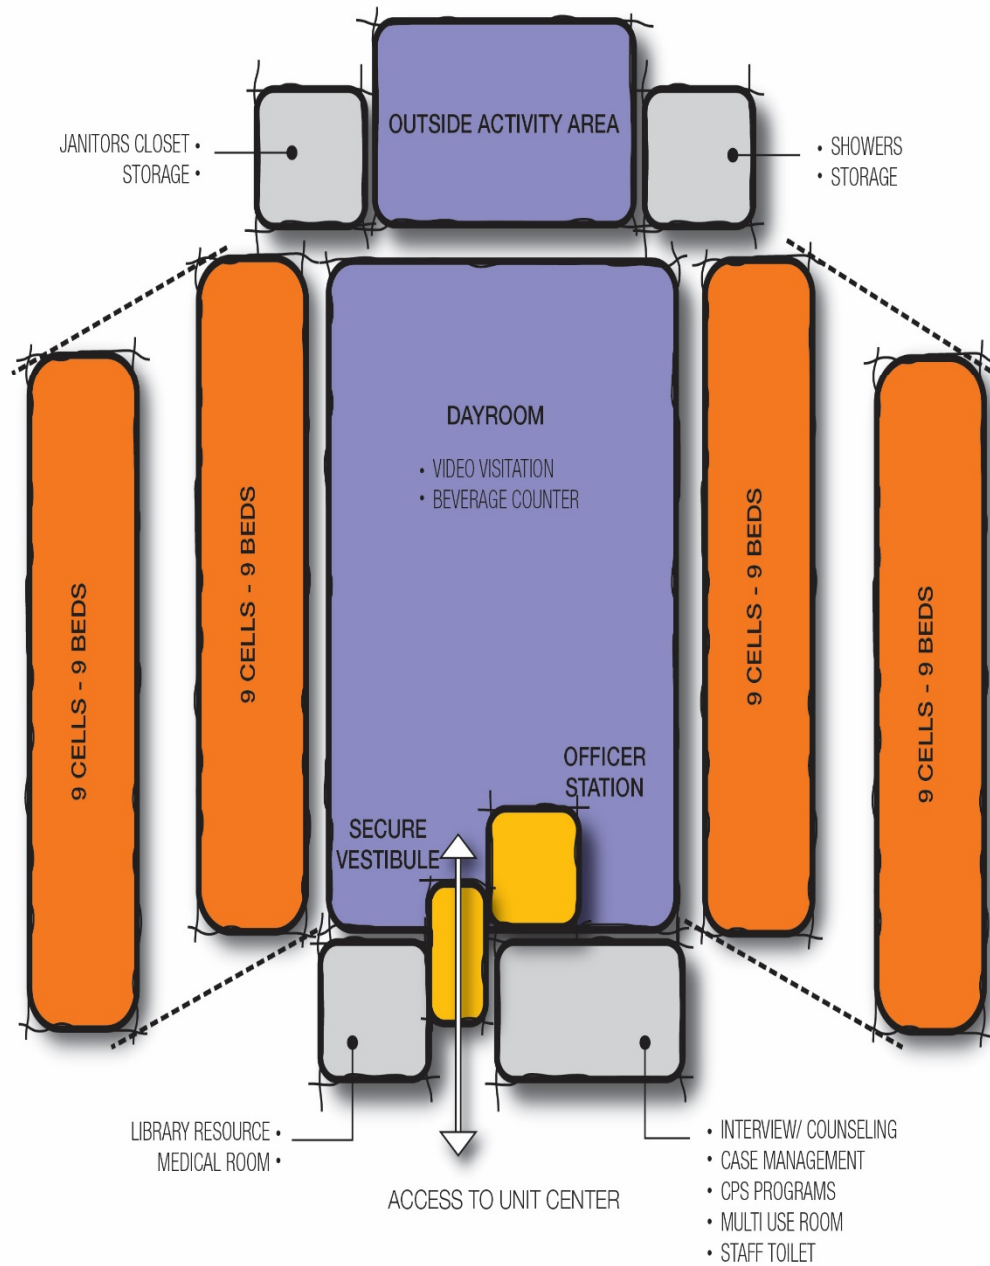 OUTSIDE ACTIVITY AREA
JANITORS CLOSET •
STORAGE •
• SHOWERS
• STORAGE
DAYROOM
• VIDEO VISITATION
• BEVERAGE COUNTER
9 CELLS - 9 BEDS
9 CELLS - 9 BEDS
9 CELLS - 9 BEDS
9 CELLS - 9 BEDS
OFFICER
STATION
SECURE
VESTIBULE
LIBRARY RESOURCE •
MEDICAL ROOM •
ACCESS TO UNIT CENTER
• INTERVIEW/ COUNSELING
• CASE MANAGEMENT
• CPS PROGRAMS
• MULTI USE ROOM
• STAFF TOILET